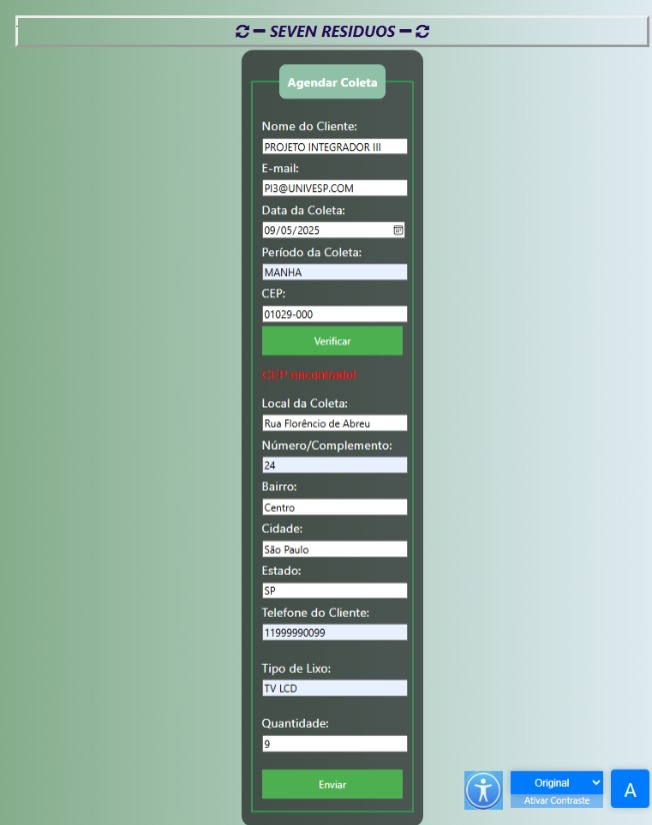 SEVEN RESIDUOS
Agendar Coleta
Nome do Cliente:
PROJETO INTEGRADOR III
E-mail:
PI3@UNIVESP.COM
Data da Coleta:
09/05/2025
Período da Coleta:
MANHA
CEP:
01029-000
Verificar
CEP encontrado!
Local da Coleta:
Rua Florêncio de Abreu
Número/Complemento:
24
Bairro:
Centro
Cidade:
São Paulo
Estado:
SP
Telefone do Cliente:
11999990099
Tipo de Lixo:
TV LCD
Quantidade:
9
Enviar
Original
Ativar Contraste
A